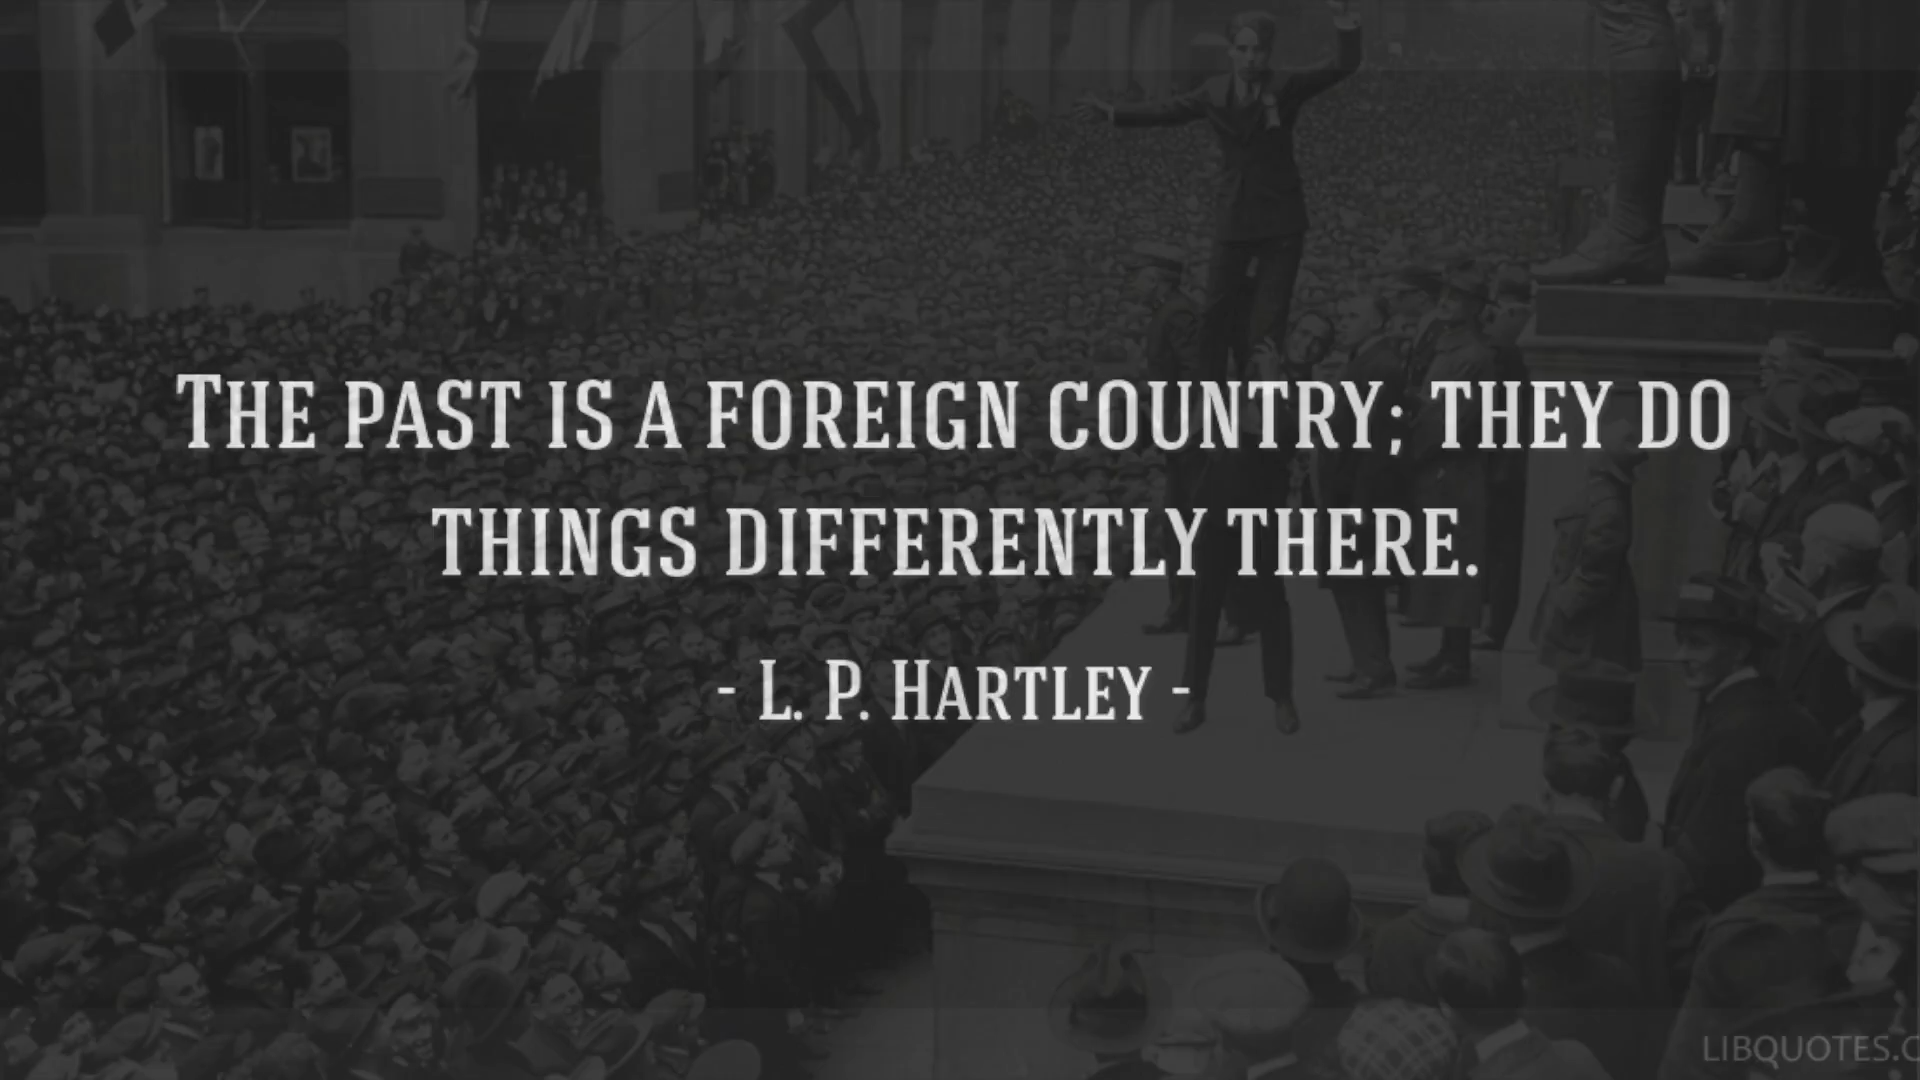 The past is a foreign country; they do
things differently there.
- L. P. Hartley -
LIBQUOTES.C